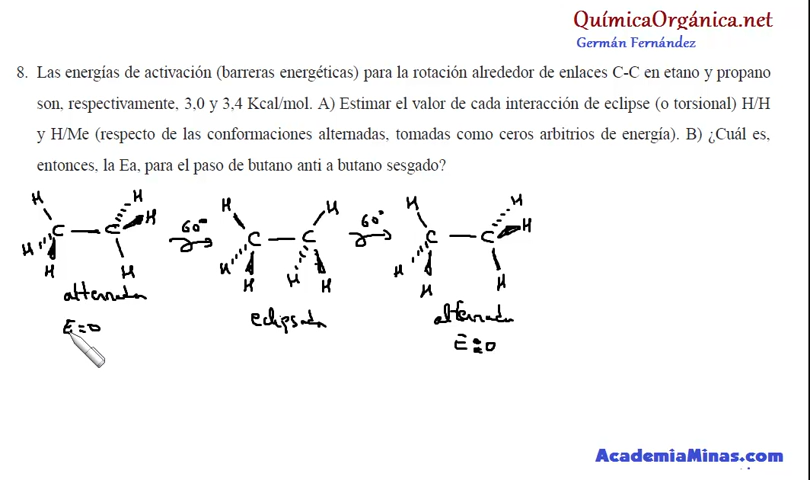 QuímicaOrgánica.net
Germán Fernández
8. Las energías de activación (barreras energéticas) para la rotación alrededor de enlaces C-C en etano y propano
son, respectivamente, 3,0 y 3,4 Kcal/mol. A) Estimar el valor de cada interacción de eclipse (o torsional) H/H
y H/Me (respecto de las conformaciones alternadas, tomadas como ceros arbitrios de energía). B) ¿Cuál es,
entonces, la Ea, para el paso de butano anti a butano sesgado?
H H H H H H
H 60° 60° H
C C C C C C
H H H
H H H H H H
alternada eclipsada alternada
E=0 E=0
AcademiaMinas.com